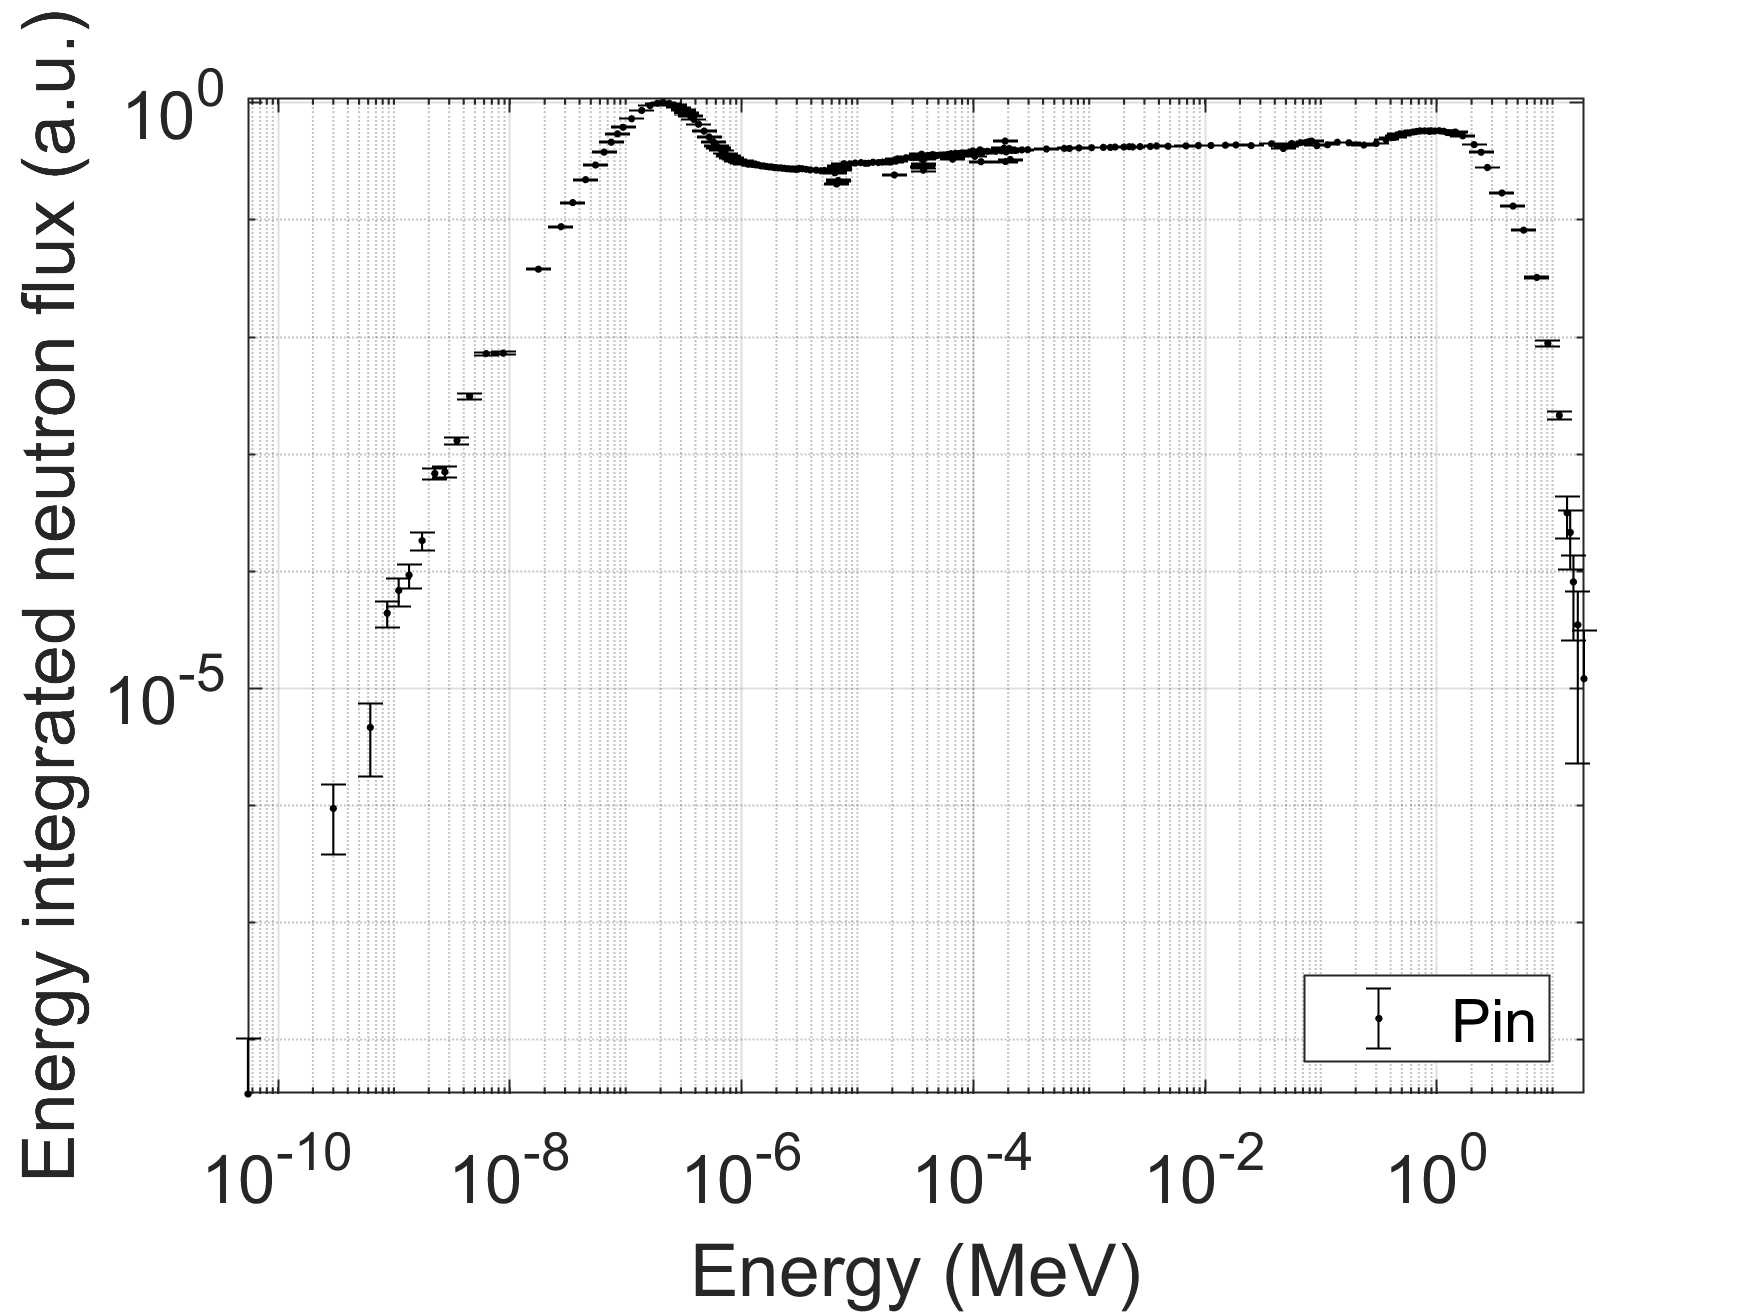 Energy integrated neutron flux (a.u.)
10^0
10^-5
Pin
10^-10 10^-8 10^-6 10^-4 10^-2 10^0
Energy (MeV)